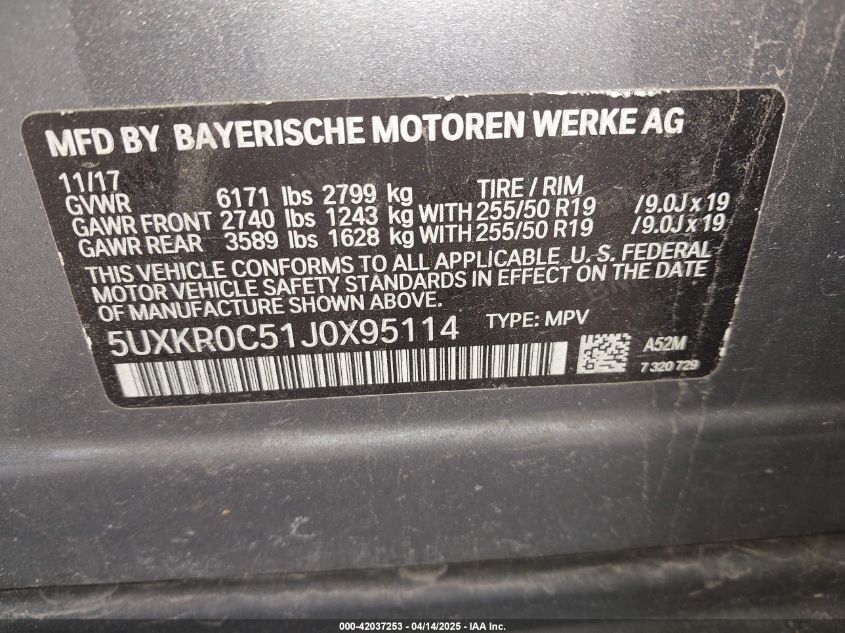 MFD BY BAYERISCHE MOTOREN WERKE AG
11/17 TIRE / RIM
GVWR 6171 lbs 2799 kg
GAWR FRONT 2740 lbs 1243 kg WITH 255/50 R19 /9.0J x 19
GAWR REAR 3589 lbs 1628 kg WITH 255/50 R19 /9.0J x 19
THIS VEHICLE CONFORMS TO ALL APPLICABLE U. S. FEDERAL
MOTOR VEHICLE SAFETY STANDARDS IN EFFECT ON THE DATE
OF MANUFACTURE SHOWN ABOVE.
5UXKR0C51J0X95114 TYPE: MPV
A52M
7 320 729
000-42037253 - 04/14/2025 - IAA Inc.